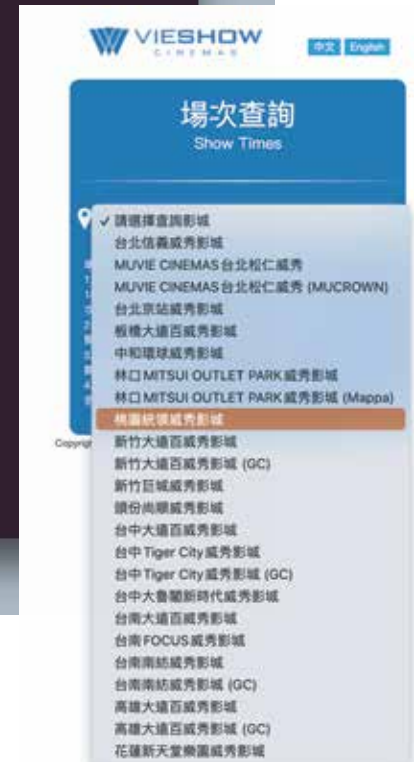 VIESHOW
CINEMAS
中文 English
場次查詢
Show Times
✓ 請選擇查詢影城
台北信義威秀影城
MUVIE CINEMAS 台北松仁威秀
MUVIE CINEMAS 台北松仁威秀 (MUCROWN)
台北京站威秀影城
板橋大遠百威秀影城
中和環球威秀影城
林口 MITSUI OUTLET PARK 威秀影城
林口 MITSUI OUTLET PARK 威秀影城 (Mappa)
桃園統領威秀影城
新竹大遠百威秀影城
新竹大遠百威秀影城 (GC)
新竹巨城威秀影城
頭份尚順威秀影城
台中大遠百威秀影城
台中 Tiger City 威秀影城
台中 Tiger City 威秀影城 (GC)
台中大魯閣新時代威秀影城
台南大遠百威秀影城
台南 FOCUS 威秀影城
台南南紡威秀影城
台南南紡威秀影城 (GC)
高雄大遠百威秀影城
高雄大遠百威秀影城 (GC)
花蓮新天堂樂園威秀影城